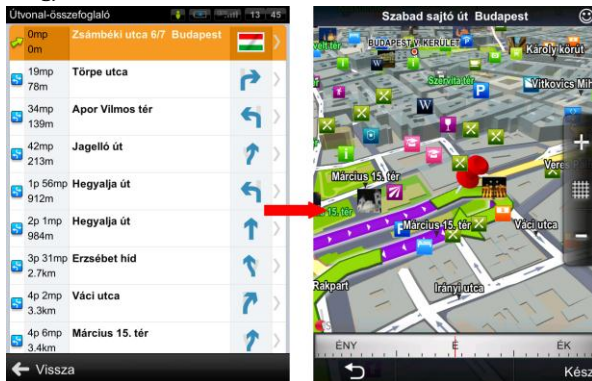 Útvonal-összefoglaló 13 45
0mp Zsámbéki utca 6/7 Budapest
0m
19mp Törpe utca
78m
34mp Apor Vilmos tér
139m
42mp Jagelló út
213m
1p 56mp Hegyalja út
912m
2p 1mp Hegyalja út
984m
3p 31mp Erzsébet híd
2.7km
4p 2mp Váci utca
3.3km
4p 6mp Március 15. tér
3.4km
Vissza
Szabad sajtó út Budapest
BUDAPEST V. KERÜLET
Károly körut
Szervita tér
Vitkovics Mih
W
P
W
Március 15. tér
Veres
15. tér
Március 15. tér
Váci utca
P
Rakpart
Irányi utca
ÉNY É ÉK
Kész